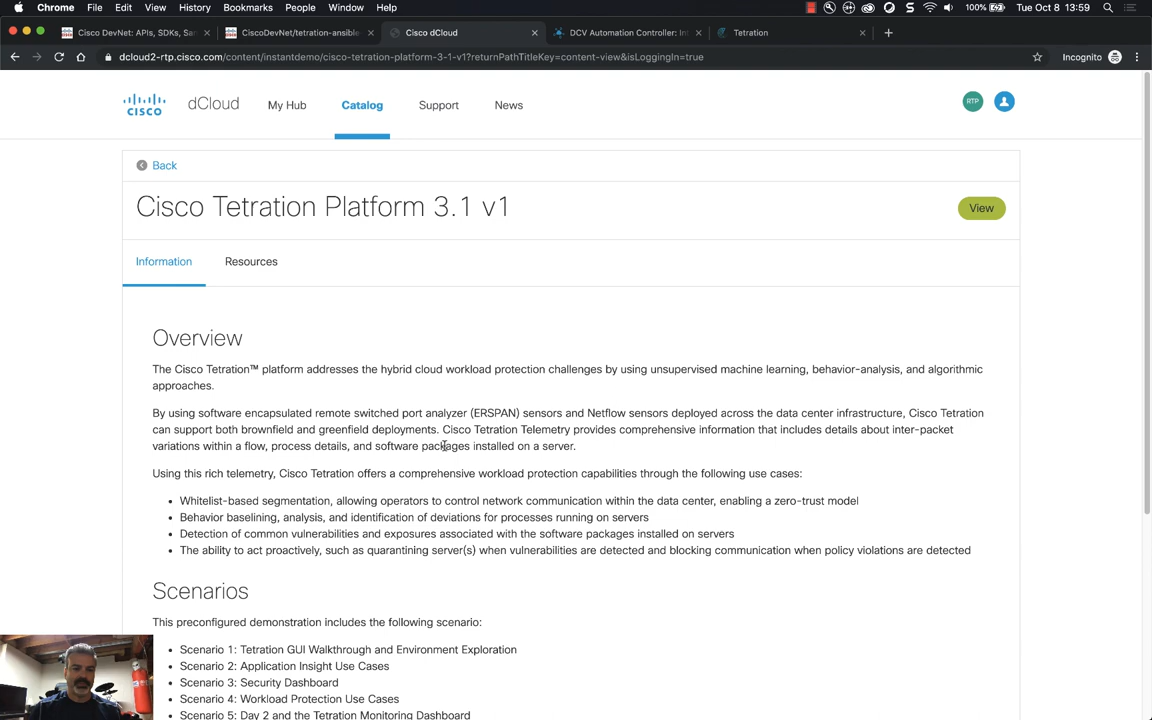 Chrome File Edit View History Bookmarks People Window Help 100% Tue Oct 8 13:59
Cisco DevNet: APIs, SDKs, San
CiscoDevNet/tetration-ansible
Cisco dCloud
DCV Automation Controller: In
Tetration
dcloud2-rtp.cisco.com/content/instantdemo/cisco-tetration-platform-3-1-v1?returnPathTitleKey=content-view&isLoggingIn=true
Incognito
cisco dCloud My Hub Catalog Support News RTP
Back
Cisco Tetration Platform 3.1 v1
View
Information Resources
Overview
The Cisco Tetration™ platform addresses the hybrid cloud workload protection challenges by using unsupervised machine learning, behavior-analysis, and algorithmic
approaches.
By using software encapsulated remote switched port analyzer (ERSPAN) sensors and Netflow sensors deployed across the data center infrastructure, Cisco Tetration
can support both brownfield and greenfield deployments. Cisco Tetration Telemetry provides comprehensive information that includes details about inter-packet
variations within a flow, process details, and software packages installed on a server.
Using this rich telemetry, Cisco Tetration offers a comprehensive workload protection capabilities through the following use cases:
• Whitelist-based segmentation, allowing operators to control network communication within the data center, enabling a zero-trust model
• Behavior baselining, analysis, and identification of deviations for processes running on servers
• Detection of common vulnerabilities and exposures associated with the software packages installed on servers
• The ability to act proactively, such as quarantining server(s) when vulnerabilities are detected and blocking communication when policy violations are detected
Scenarios
This preconfigured demonstration includes the following scenario:
• Scenario 1: Tetration GUI Walkthrough and Environment Exploration
• Scenario 2: Application Insight Use Cases
• Scenario 3: Security Dashboard
• Scenario 4: Workload Protection Use Cases
• Scenario 5: Day 2 and the Tetration Monitoring Dashboard